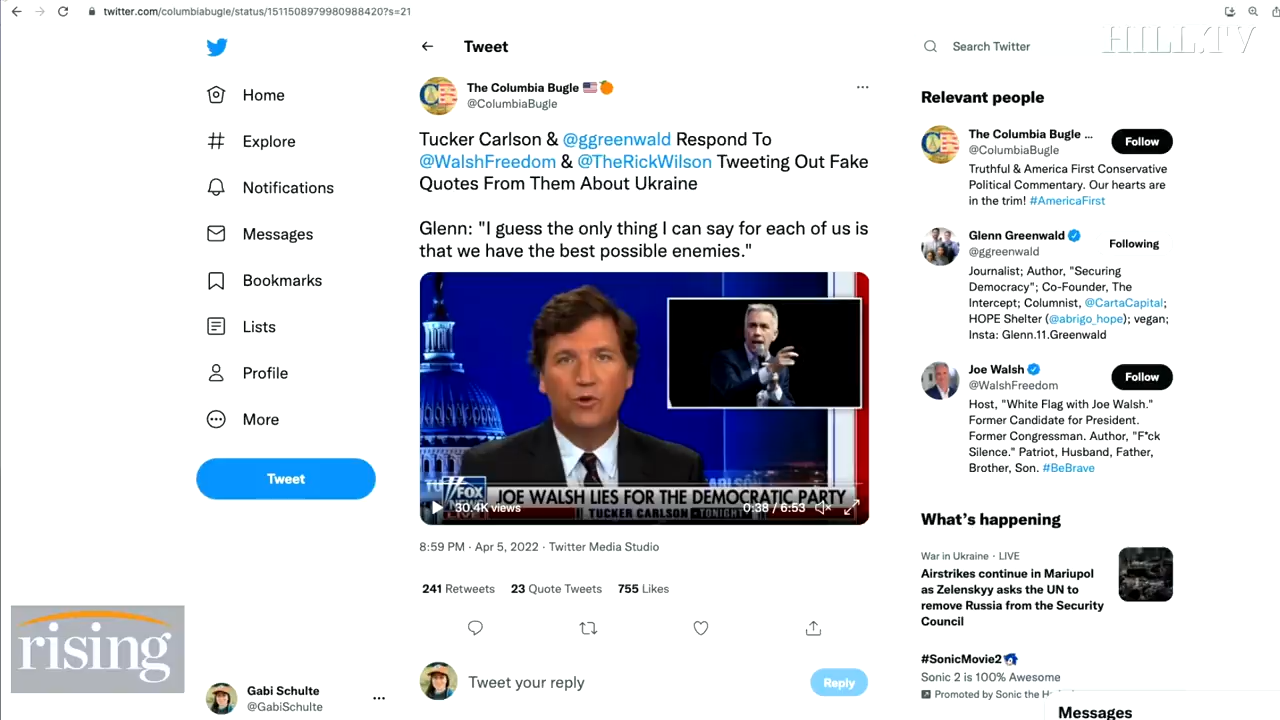 twitter.com/columbiabugle/status/1511508979980988420?s=21
HILL.TV
Home
Explore
Notifications
Messages
Bookmarks
Lists
Profile
More
Tweet
rising
Gabi Schulte
@GabiSchulte
Tweet
The Columbia Bugle
@ColumbiaBugle
Tucker Carlson & @ggreenwald Respond To
@WalshFreedom & @TheRickWilson Tweeting Out Fake
Quotes From Them About Ukraine
Glenn: "I guess the only thing I can say for each of us is
that we have the best possible enemies."
FOX
NEWS
JOE WALSH LIES FOR THE DEMOCRATIC PARTY
LIVE
TUCKER CARLSON TONIGHT
30.4K views
0:38 / 6:53
8:59 PM · Apr 5, 2022 · Twitter Media Studio
241 Retweets 23 Quote Tweets 755 Likes
Tweet your reply
Reply
Search Twitter
Relevant people
The Columbia Bugle ...
@ColumbiaBugle
Follow
Truthful & America First Conservative
Political Commentary. Our hearts are
in the trim! #AmericaFirst
Glenn Greenwald
@ggreenwald
Following
Journalist; Author, "Securing
Democracy"; Co-Founder, The
Intercept; Columnist, @CartaCapital;
HOPE Shelter (@abrigo_hope); vegan;
Insta: Glenn.11.Greenwald
Joe Walsh
@WalshFreedom
Follow
Host, "White Flag with Joe Walsh."
Former Candidate for President.
Former Congressman. Author, "F*ck
Silence." Patriot, Husband, Father,
Brother, Son. #BeBrave
What's happening
War in Ukraine · LIVE
Airstrikes continue in Mariupol
as Zelenskyy asks the UN to
remove Russia from the Security
Council
#SonicMovie2
Sonic 2 is 100% Awesome
Promoted by Sonic the
Messages